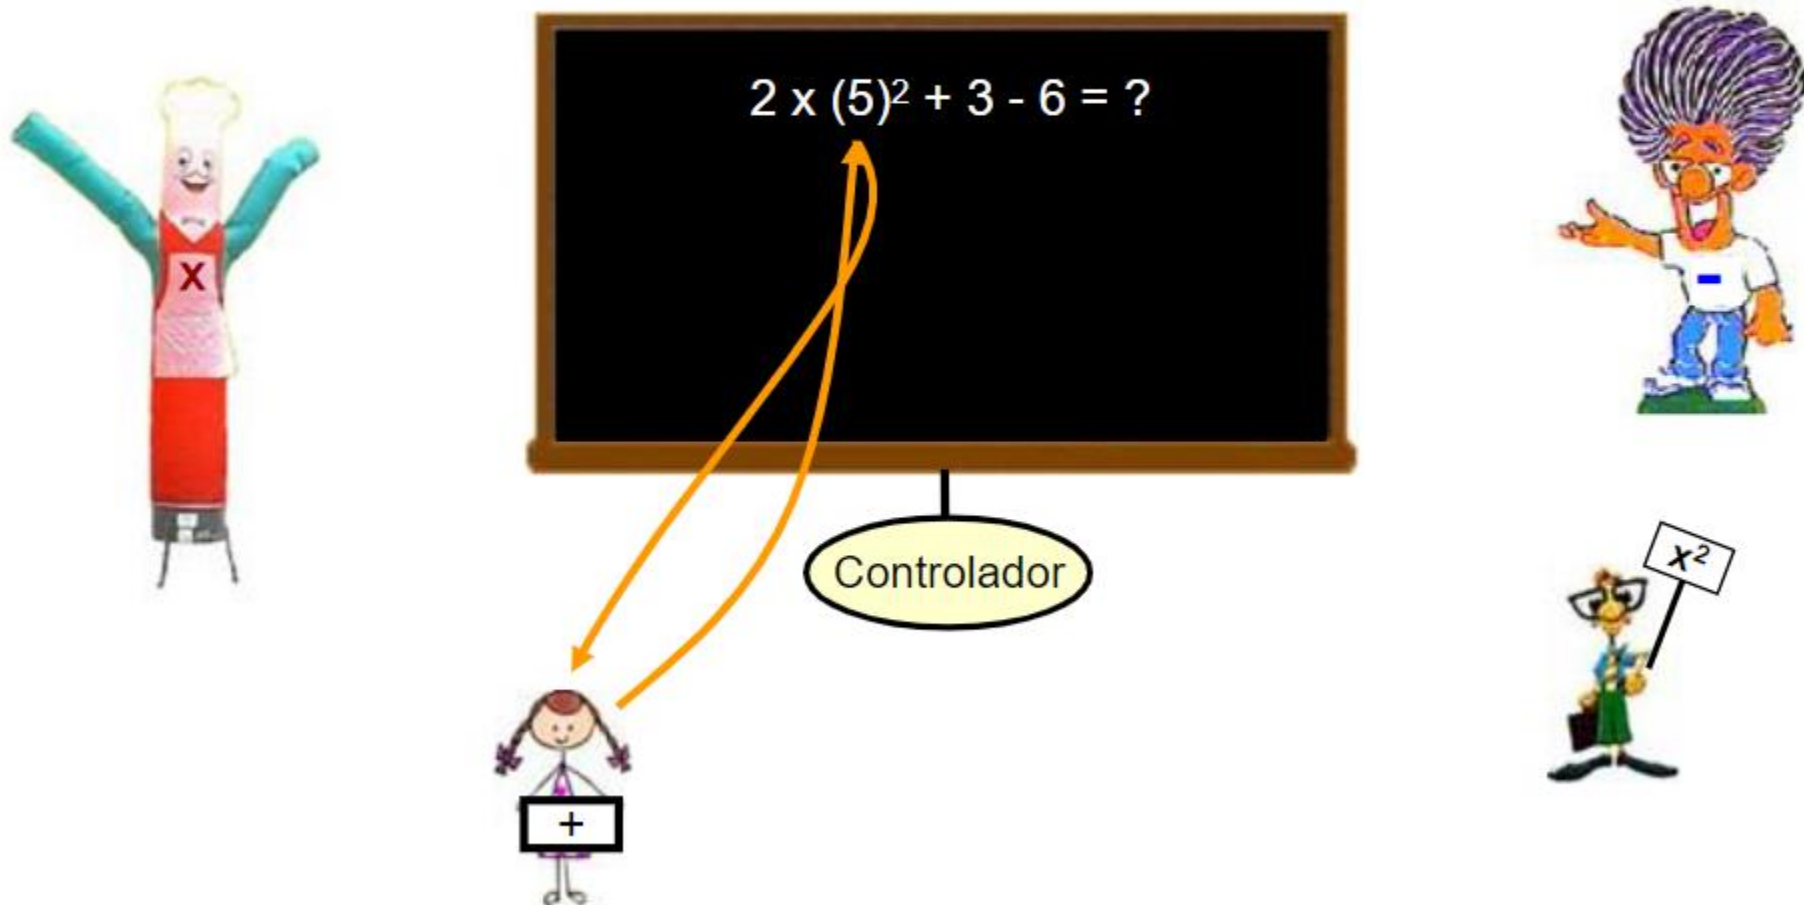 2 x (5)² + 3 - 6 = ?
X
-
Controlador
x²
+